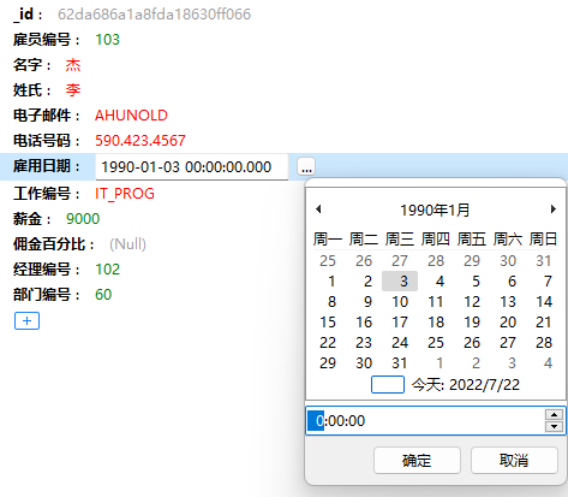 _id： 62da686a1a8fda18630ff066
雇员编号： 103
名字： 杰
姓氏： 李
电子邮件： AHUNOLD
电话号码： 590.423.4567
雇用日期： 1990-01-03 00:00:00.000 ...
工作编号： IT_PROG
薪金： 9000
佣金百分比： (Null)
经理编号： 102
部门编号： 60
+
1990年1月
周一 周二 周三 周四 周五 周六 周日
25 26 27 28 29 30 31
1 2 3 4 5 6 7
8 9 10 11 12 13 14
15 16 17 18 19 20 21
22 23 24 25 26 27 28
29 30 31 1 2 3 4
今天: 2022/7/22
0:00:00
确定 取消